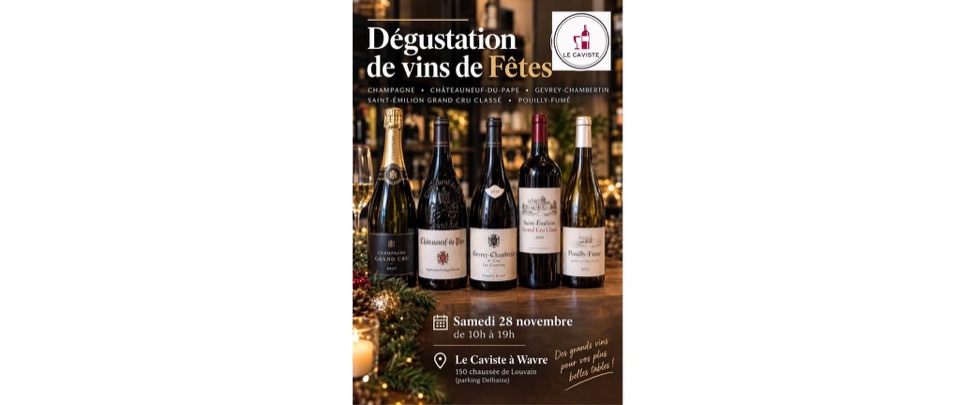 Dégustation
de vins de Fêtes
LE CAVISTE
CHAMPAGNE • CHÂTEAUNEUF-DU-PAPE • GEVREY-CHAMBERTIN
SAINT-ÉMILION GRAND CRU CLASSÉ • POUILLY-FUMÉ
CHAMPAGNE
GRAND CRU
BRUT
Châteauneuf-du-Pape
Gevrey-Chambertin
1er Cru
Saint-Émilion
Grand Cru Classé
Pouilly-Fumé
Samedi 28 novembre
de 10h à 19h
Le Caviste à Wavre
150 chaussée de Louvain
(parking Delhaize)
Des grands vins
pour vos plus
belles tables !